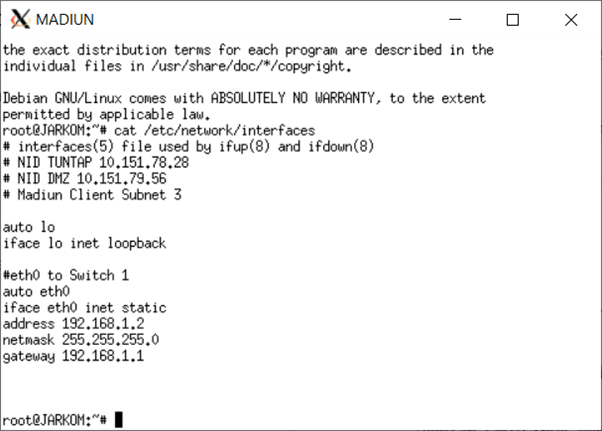 MADIUN
the exact distribution terms for each program are described in the
individual files in /usr/share/doc/*/copyright.
Debian GNU/Linux comes with ABSOLUTELY NO WARRANTY, to the extent
permitted by applicable law.
root@JARKOM:~# cat /etc/network/interfaces
# interfaces(5) file used by ifup(8) and ifdown(8)
# NID TUNTAP 10.151.78.28
# NID DMZ 10.151.79.56
# Madiun Client Subnet 3
auto lo
iface lo inet loopback
#eth0 to Switch 1
auto eth0
iface eth0 inet static
address 192.168.1.2
netmask 255.255.255.0
gateway 192.168.1.1
root@JARKOM:~#